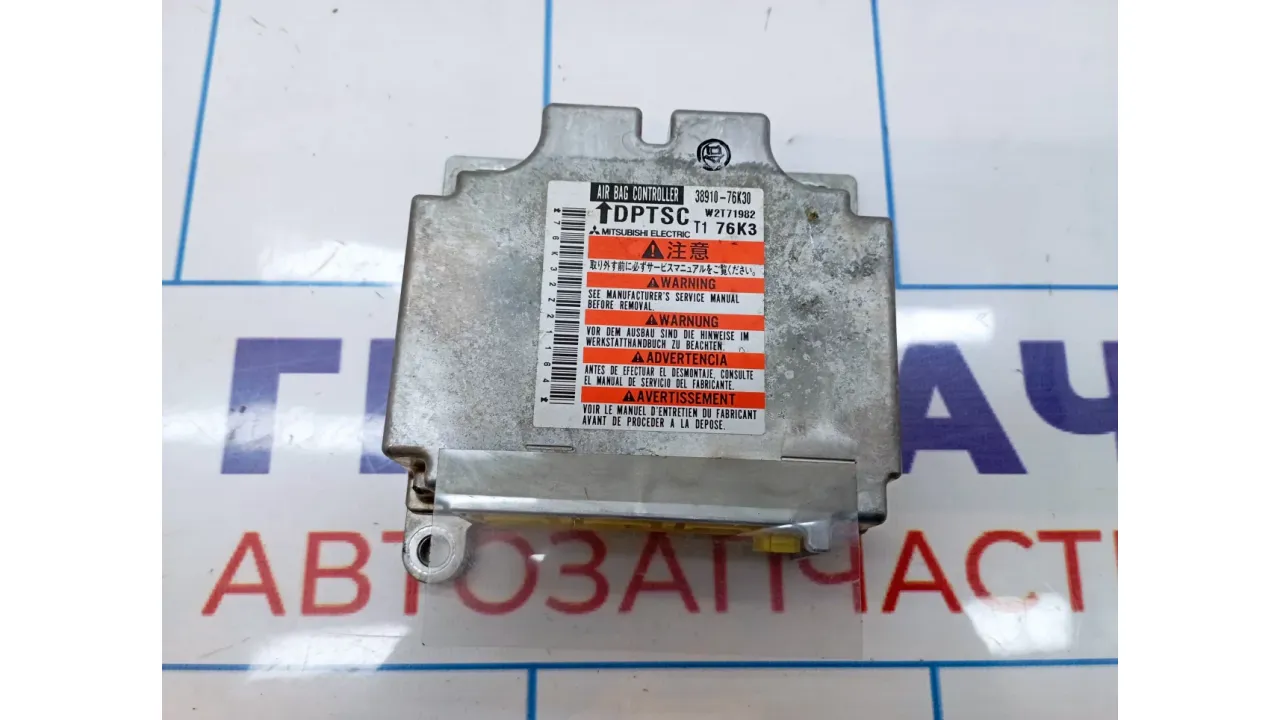 AIR BAG CONTROLLER 38910-76K30
↑DPTSC W2T71982
MITSUBISHI ELECTRIC T1 76K3
注意
取り外す前に必ずサービスマニュアルをご覧ください。
WARNING
SEE MANUFACTURER'S SERVICE MANUAL
BEFORE REMOVAL.
WARNUNG
VOR DEM AUSBAU SIND DIE HINWEISE IM
WERKSTATTHANDBUCH ZU BEACHTEN.
ADVERTENCIA
ANTES DE EFECTUAR EL DESMONTAJE, CONSULTE
EL MANUAL DE SERVICIO DEL FABRICANTE.
AVERTISSEMENT
VOIR LE MANUEL D'ENTRETIEN DU FABRICANT
AVANT DE PROCEDER A LA DEPOSE.
*76K32Z21184*
АВТОЗАПЧАСТ